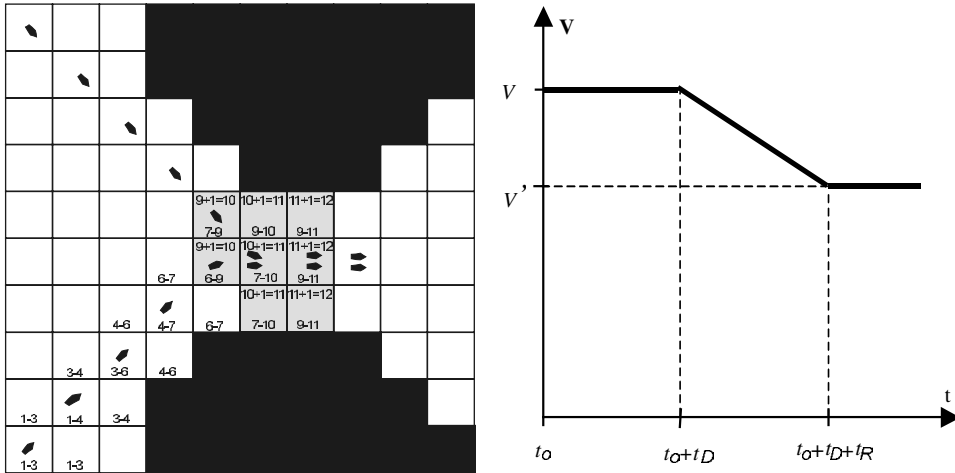 9+1=10 10+1=11 11+1=12
7-9 9-10 9-11
9+1=10 10+1=11 11+1=12
6-7 6-9 7-10 9-11
10+1=11 11+1=12
4-6 4-7 6-7 7-10 9-11
3-4 3-6 4-6
1-3 1-4 3-4
1-3 1-3
V
V
V'
t
to to+tD to+tD+tR